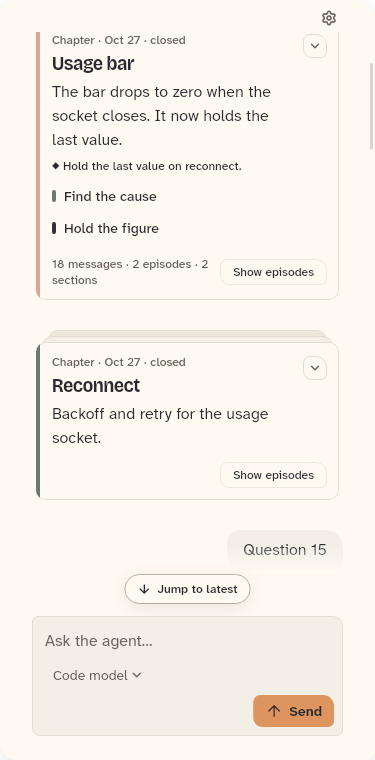 Chapter · Oct 27 · closed
Usage bar
The bar drops to zero when the
socket closes. It now holds the
last value.
◆ Hold the last value on reconnect.
Find the cause
Hold the figure
18 messages · 2 episodes · 2
sections
Show episodes
Chapter · Oct 27 · closed
Reconnect
Backoff and retry for the usage
socket.
Show episodes
Question 15
Jump to latest
Ask the agent...
Code model
Send